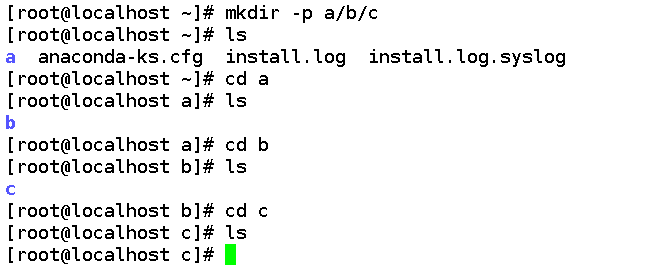 [root@localhost ~]# mkdir -p a/b/c
[root@localhost ~]# ls
a  anaconda-ks.cfg  install.log  install.log.syslog
[root@localhost ~]# cd a
[root@localhost a]# ls
b
[root@localhost a]# cd b
[root@localhost b]# ls
c
[root@localhost b]# cd c
[root@localhost c]# ls
[root@localhost c]#